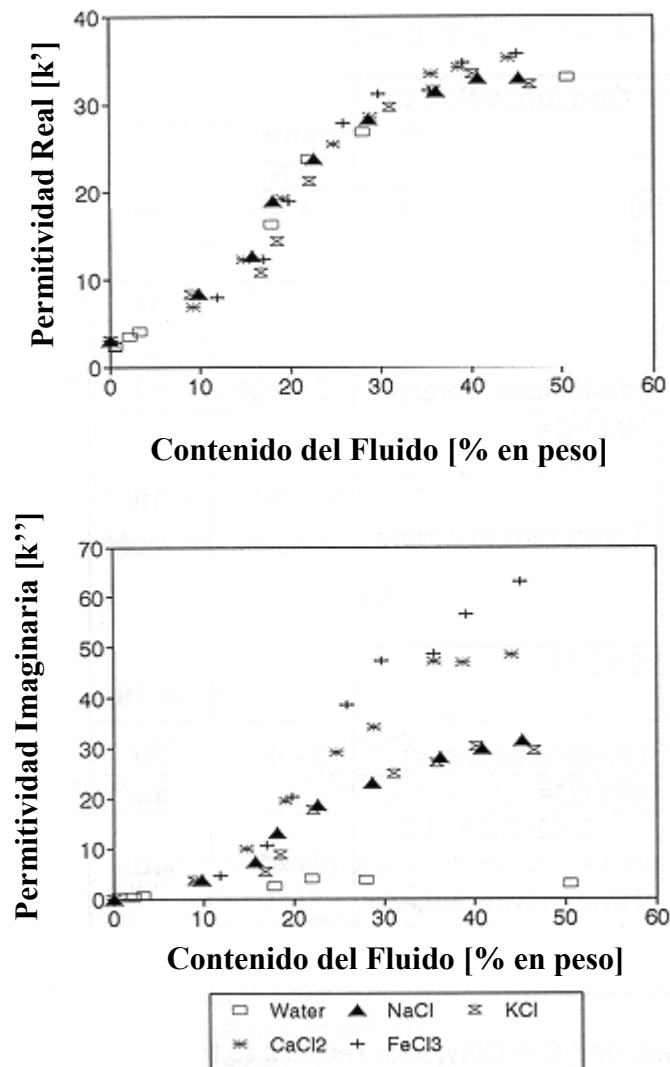 Permitividad Real [k’]
40
30
20
10
0
0 10 20 30 40 50 60
Contenido del Fluido [% en peso]
Permitividad Imaginaria [k’’]
70
60
50
40
30
20
10
0
0 10 20 30 40 50 60
Contenido del Fluido [% en peso]
Water NaCl KCl
CaCl2 FeCl3